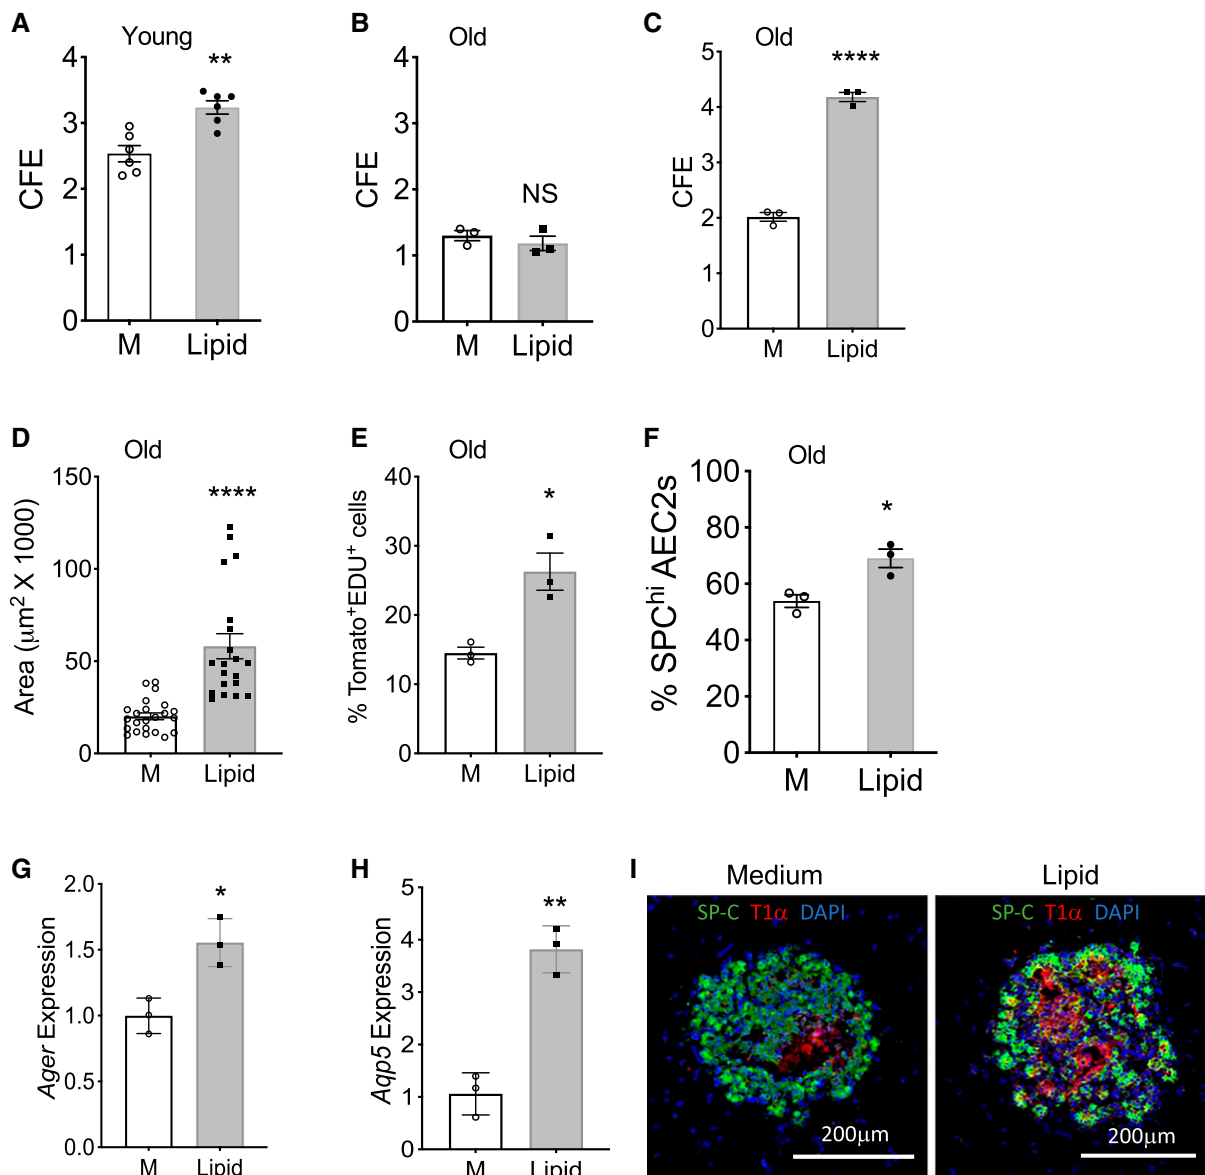 A
Young
**
CFE
4
3
2
1
0
M
Lipid
B
Old
NS
CFE
4
3
2
1
0
M
Lipid
C
Old
****
CFE
5
4
3
2
1
0
M
Lipid
D
Old
****
Area (μm² X 1000)
150
100
50
0
M
Lipid
E
Old
*
% Tomato⁺EDU⁺ cells
40
30
20
10
0
M
Lipid
F
Old
*
% SPCʰⁱ AEC2s
100
80
60
40
20
0
M
Lipid
G
*
Ager Expression
2.0
1.5
1.0
0.5
0.0
M
Lipid
H
**
Aqp5 Expression
5
4
3
2
1
0
M
Lipid
I
Medium
SP-C T1α DAPI
200μm
Lipid
SP-C T1α DAPI
200μm